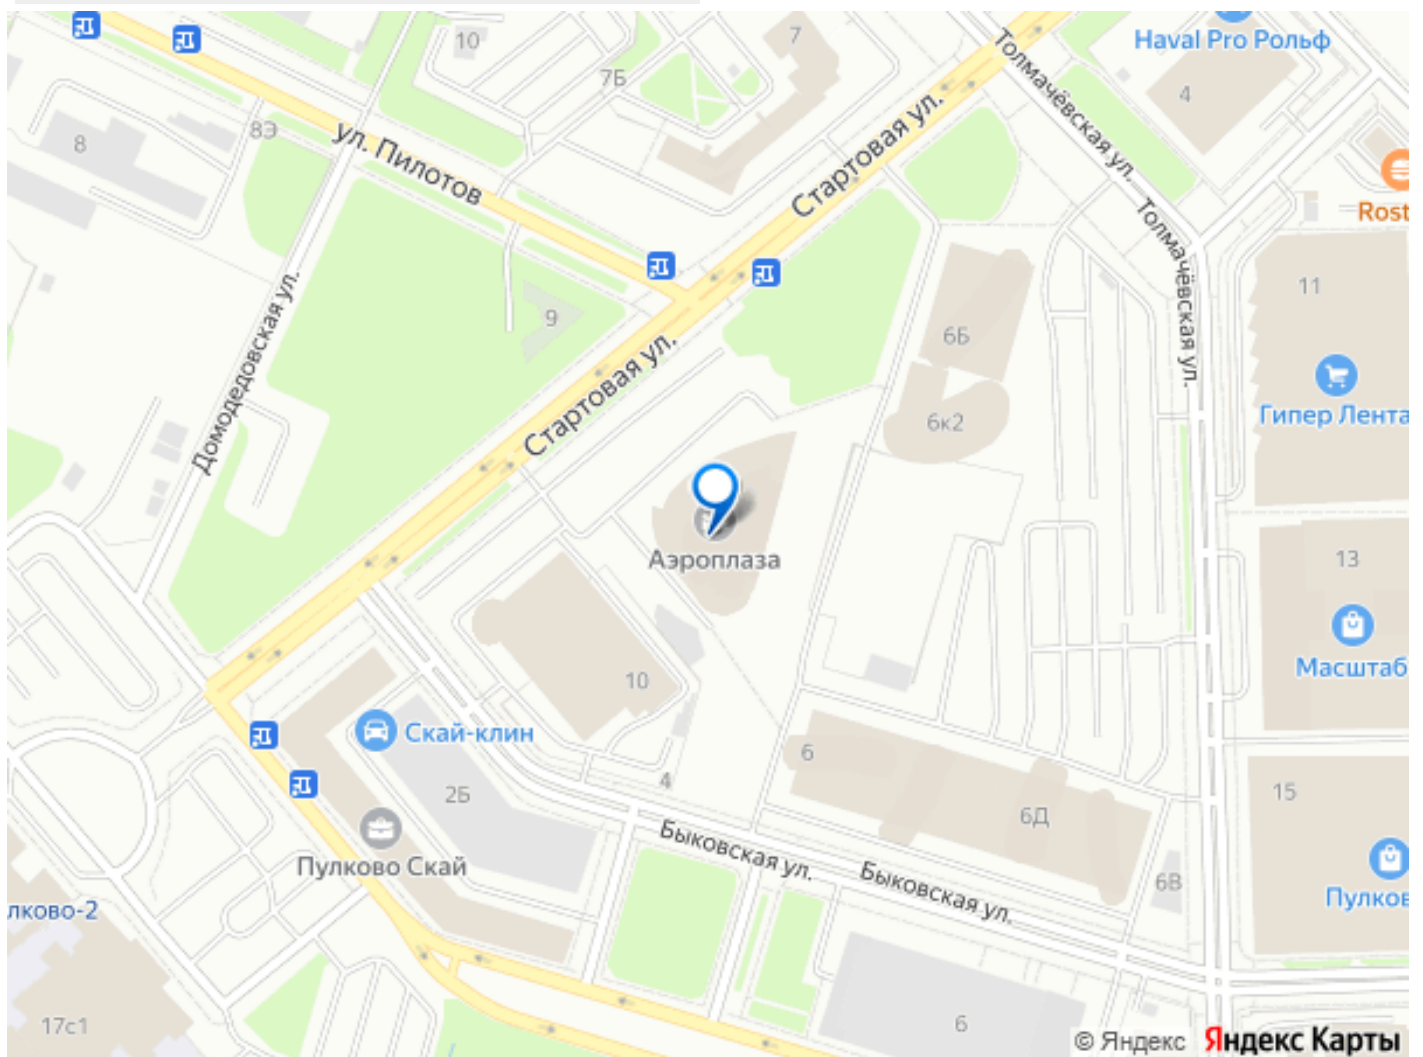 Haval Pro Рольф
10
7
7Б
4
Толмачёвская ул.
Стартовая ул.
8
8Э
ул. Пилотов
Rost
Толмачёвская ул.
11
9
6Б
Домодедовская ул.
Стартовая ул.
6к2
Гипер Лента
Аэроплаза
13
Масштаб
10
Скай-клин
6
4
2Б
6Д
15
Быковская ул.
Пулково Скай
Быковская ул.
6В
Пулков
лково-2
17с1
6
© Яндекс Яндекс Карты